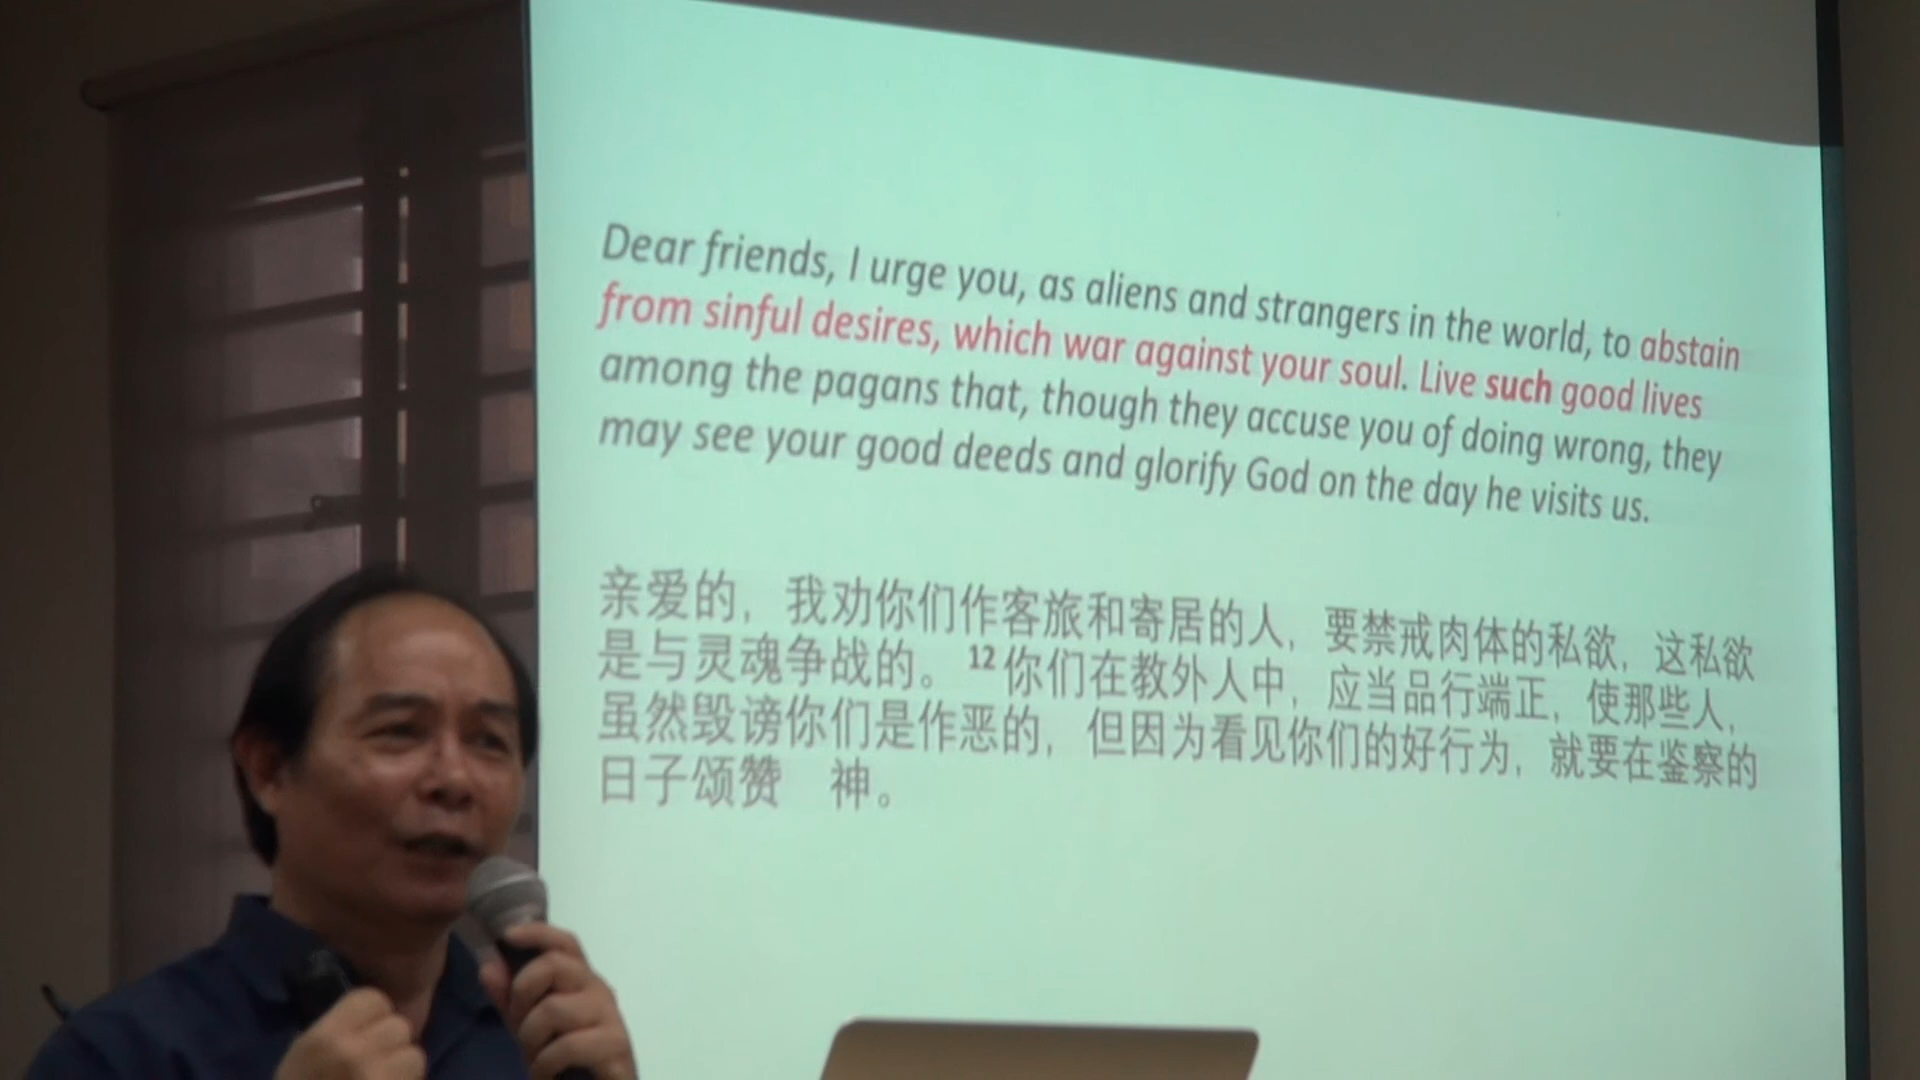 Dear friends, I urge you, as aliens and strangers in the world, to abstain
from sinful desires, which war against your soul. Live such good lives
among the pagans that, though they accuse you of doing wrong, they
may see your good deeds and glorify God on the day he visits us.
亲爱的，我劝你们作客旅和寄居的人，要禁戒肉体的私欲，这私欲
是与灵魂争战的。12你们在教外人中，应当品行端正，使那些人，
虽然毁谤你们是作恶的，但因为看见你们的好行为，就要在鉴察的
日子颂赞　神。